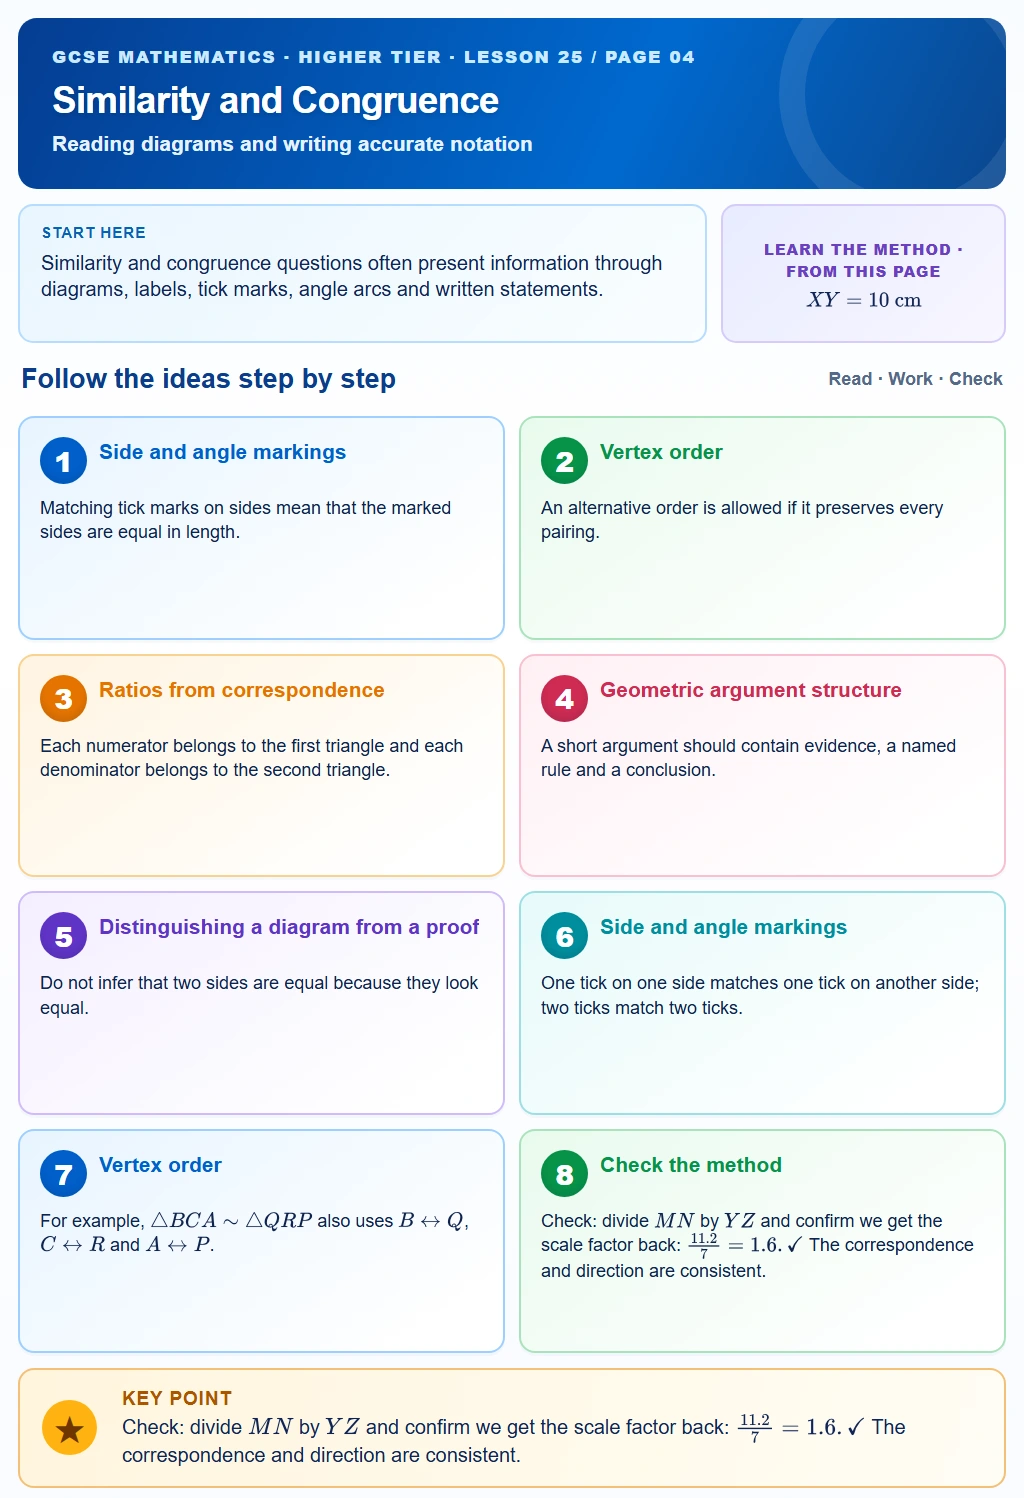 GCSE MATHEMATICS · HIGHER TIER · LESSON 25 / PAGE 04
Similarity and Congruence
Reading diagrams and writing accurate notation
START HERE
Similarity and congruence questions often present information through
diagrams, labels, tick marks, angle arcs and written statements.
LEARN THE METHOD ·
FROM THIS PAGE
XY = 10 cm
Follow the ideas step by step
Read · Work · Check
1 Side and angle markings
Matching tick marks on sides mean that the marked
sides are equal in length.
2 Vertex order
An alternative order is allowed if it preserves every
pairing.
3 Ratios from correspondence
Each numerator belongs to the first triangle and each
denominator belongs to the second triangle.
4 Geometric argument structure
A short argument should contain evidence, a named
rule and a conclusion.
5 Distinguishing a diagram from a proof
Do not infer that two sides are equal because they look
equal.
6 Side and angle markings
One tick on one side matches one tick on another side;
two ticks match two ticks.
7 Vertex order
For example, △BCA ∼ △QRP also uses B ↔ Q,
C ↔ R and A ↔ P.
8 Check the method
Check: divide MN by YZ and confirm we get the
scale factor back: 11.2/7 = 1.6. ✓ The correspondence
and direction are consistent.
KEY POINT
Check: divide MN by YZ and confirm we get the scale factor back: 11.2/7 = 1.6. ✓ The
correspondence and direction are consistent.